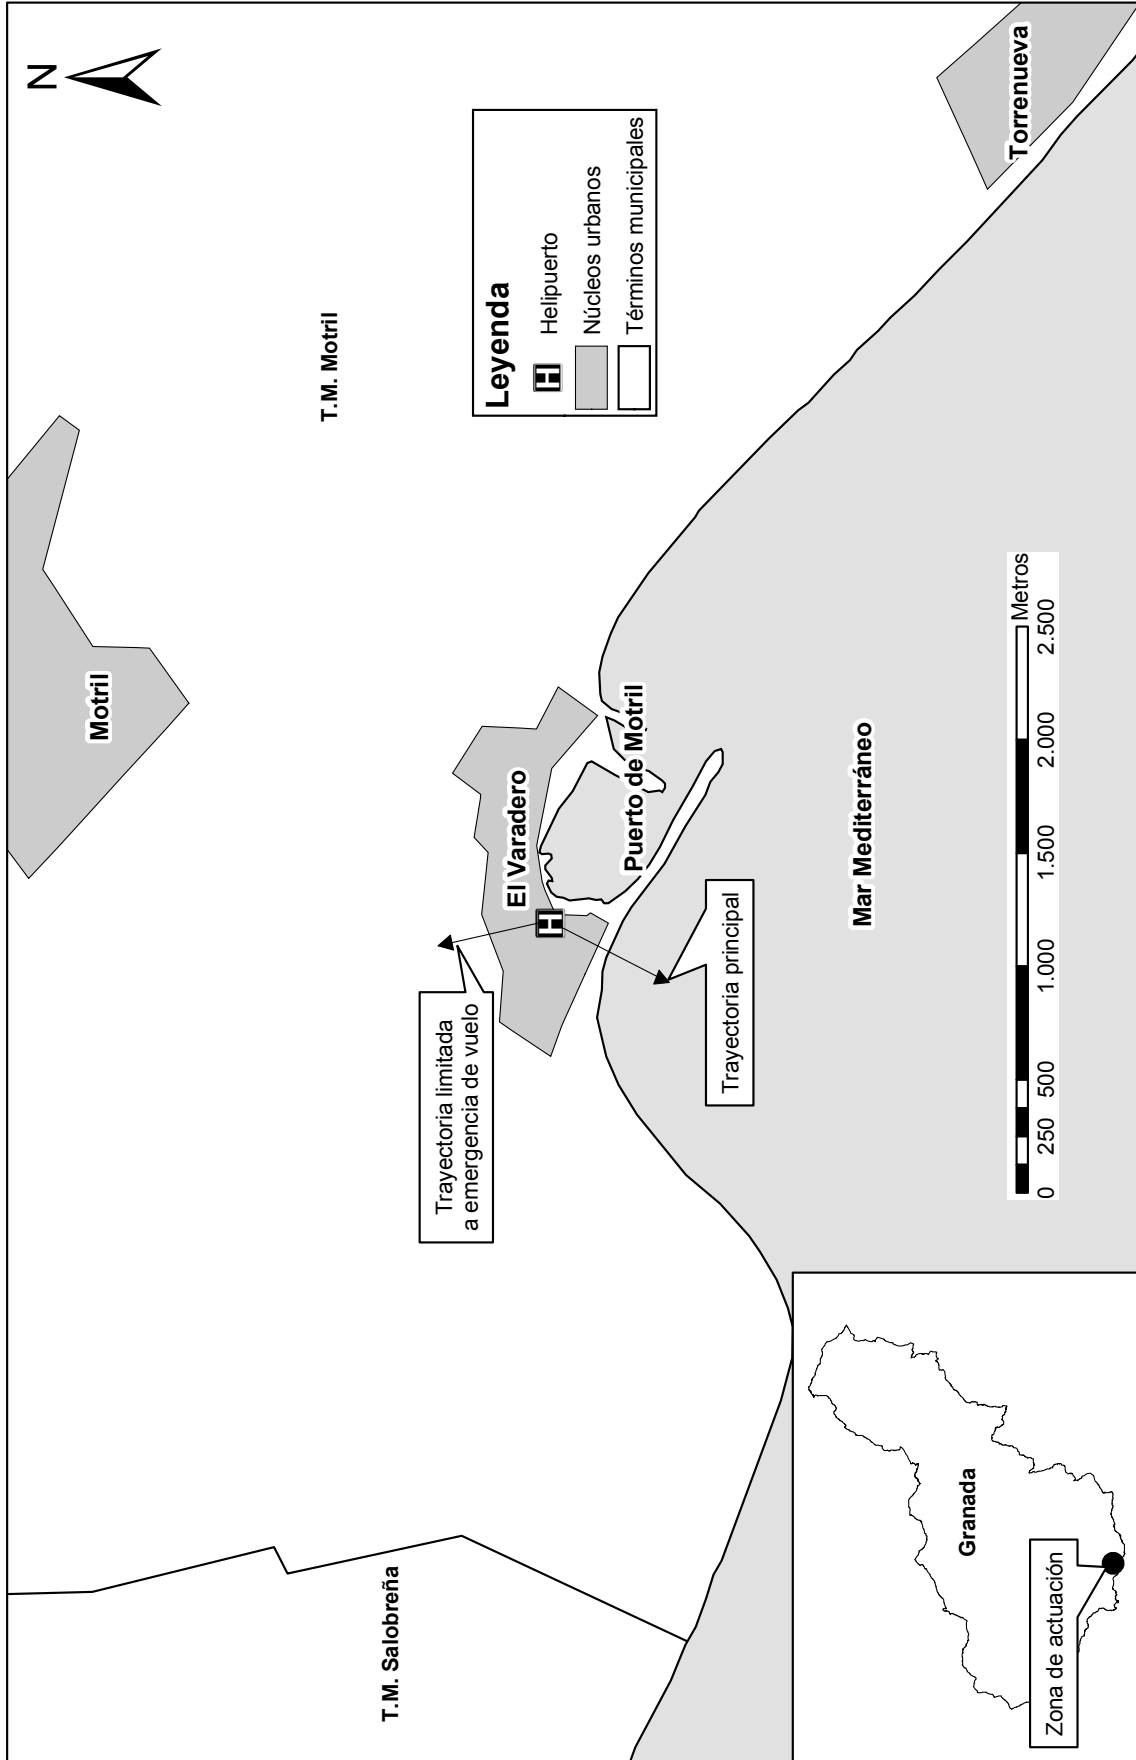 N
Motril
T.M. Motril
T.M. Salobreña
Trayectoria limitada
a emergencia de vuelo
El Varadero
H
Puerto de Motril
Trayectoria principal
Mar Mediterráneo
Torrenueva
Leyenda
H Helipuerto
Núcleos urbanos
Términos municipales
Metros
0 250 500 1.000 1.500 2.000 2.500
Granada
Zona de actuación